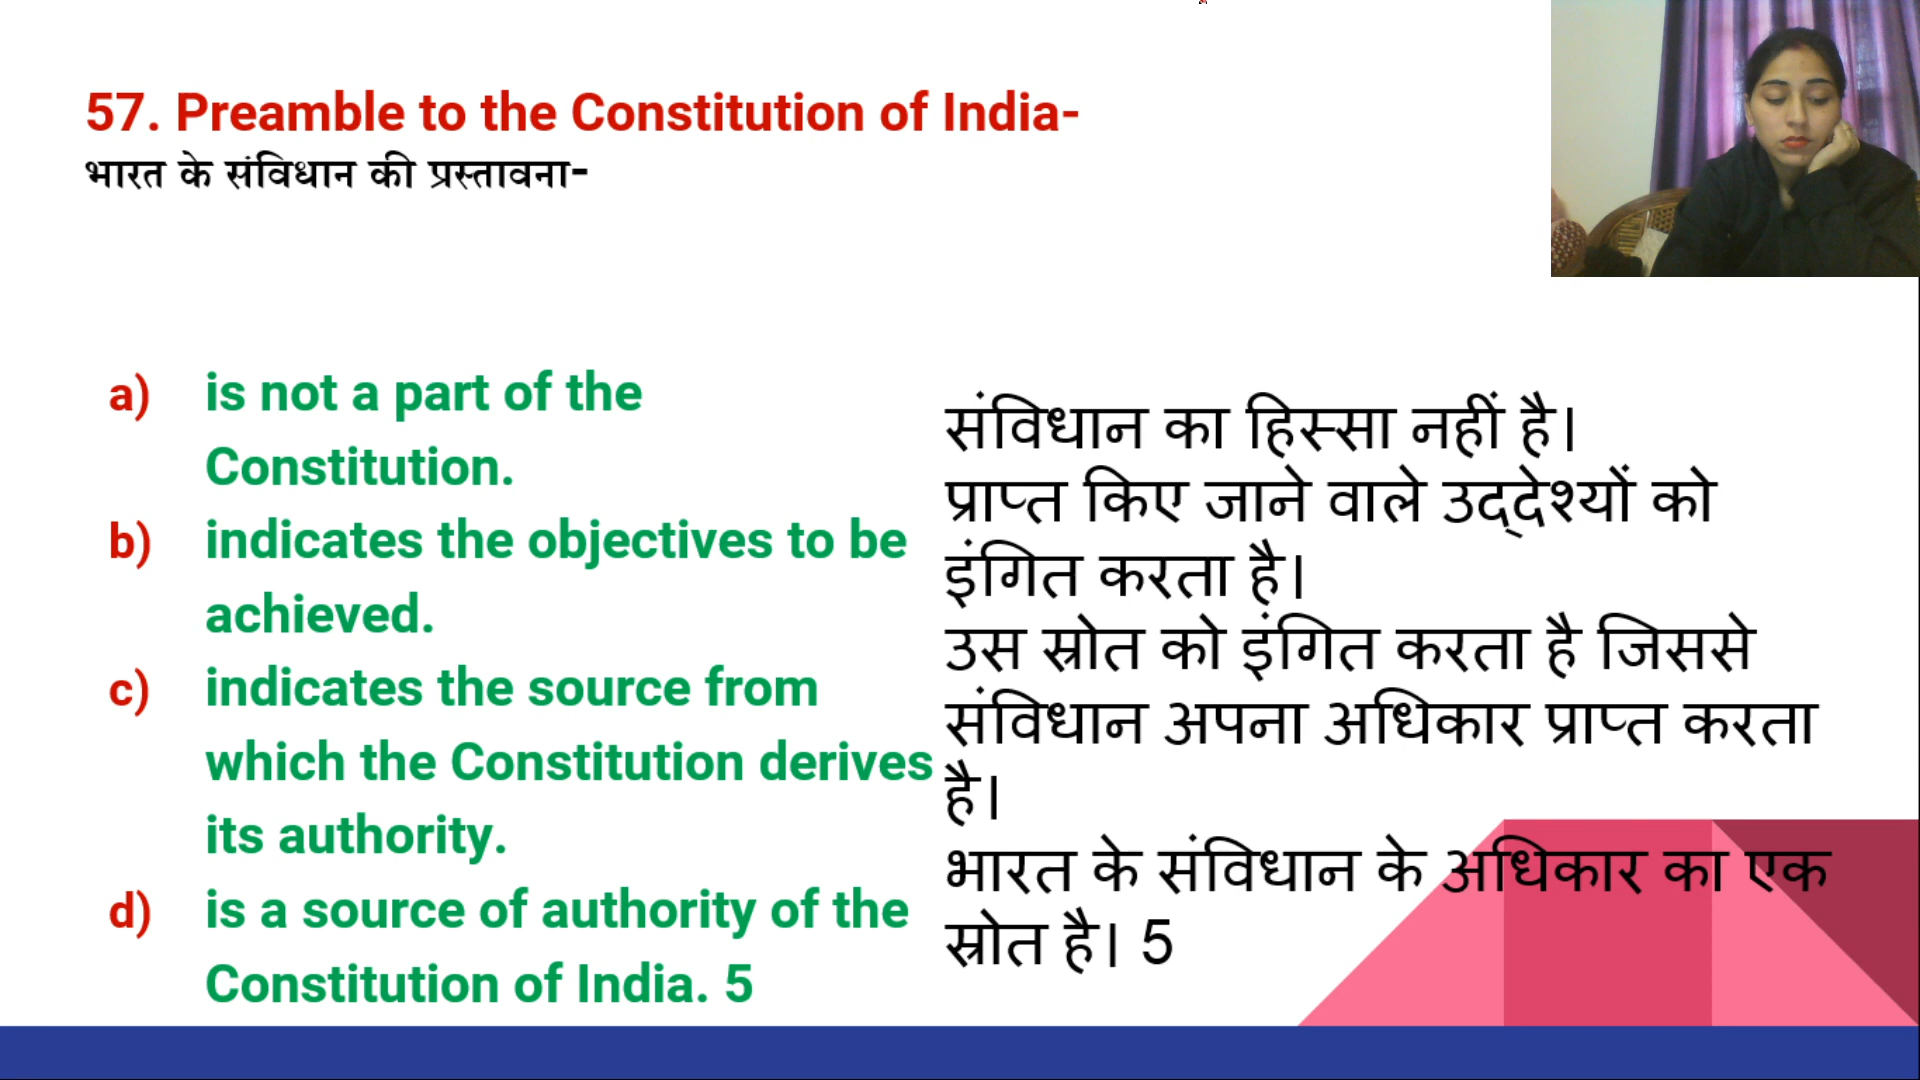 57. Preamble to the Constitution of India-
भारत के संविधान की प्रस्तावना-
a) is not a part of the
Constitution.
b) indicates the objectives to be
achieved.
c) indicates the source from
which the Constitution derives
its authority.
d) is a source of authority of the
Constitution of India. 5
संविधान का हिस्सा नहीं है।
प्राप्त किए जाने वाले उद्देश्यों को
इंगित करता है।
उस स्रोत को इंगित करता है जिससे
संविधान अपना अधिकार प्राप्त करता
है।
भारत के संविधान के अधिकार का एक
स्रोत है। 5